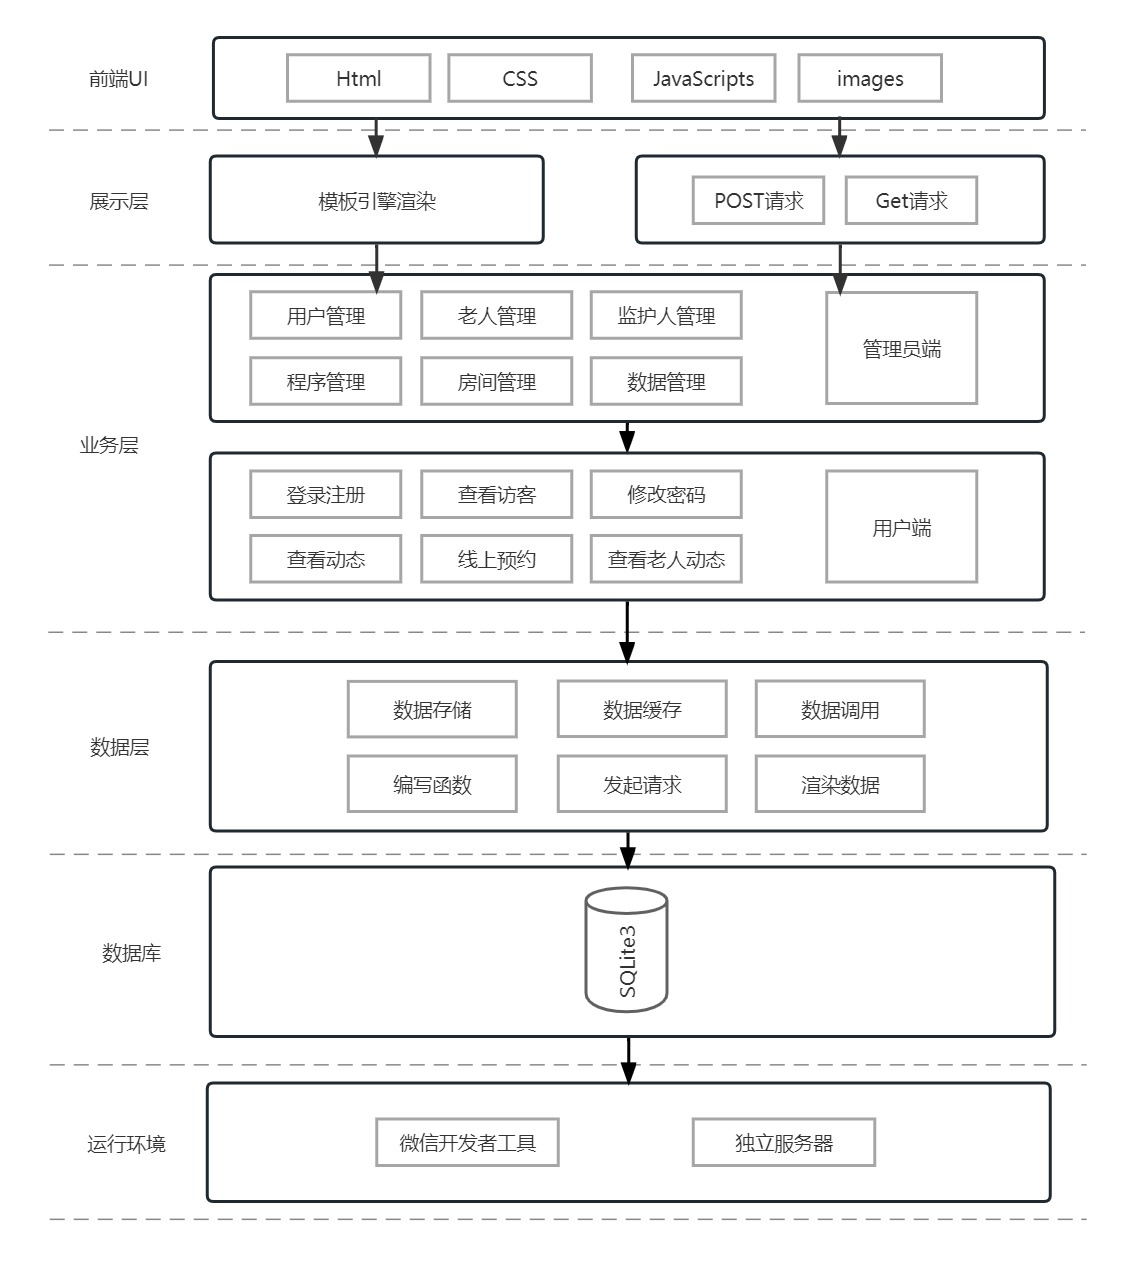 前端UI
Html
CSS
JavaScripts
images
展示层
模板引擎渲染
POST请求
Get请求
业务层
用户管理
老人管理
监护人管理
程序管理
房间管理
数据管理
管理员端
登录注册
查看访客
修改密码
查看动态
线上预约
查看老人动态
用户端
数据层
数据存储
数据缓存
数据调用
编写函数
发起请求
渲染数据
数据库
SQLite3
运行环境
微信开发者工具
独立服务器